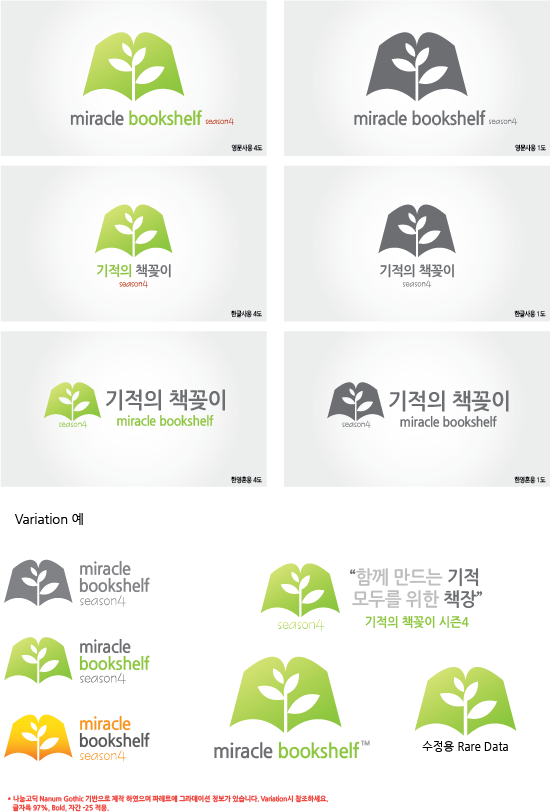 miracle bookshelf season4
영문사용 4도
miracle bookshelf season4
영문사용 1도
기적의 책꽂이
season4
한글사용 4도
기적의 책꽂이
season4
한글사용 1도
기적의 책꽂이
miracle bookshelf
season4
한영혼용 4도
기적의 책꽂이
miracle bookshelf
season4
한영혼용 1도
Variation 예
miracle
bookshelf
season4
“함께 만드는 기적
모두를 위한 책장”
기적의 책꽂이 시즌4
season4
miracle
bookshelf
season4
miracle
bookshelf
season4
miracle bookshelf™
수정용 Rare Data
* 나눔고딕 Nanum Gothic 기반으로 제작 하였으며 파레트에 그라데이션 정보가 있습니다. Variation시 참조하세요.
글자폭 97%, Bold, 자간 -25 적용.